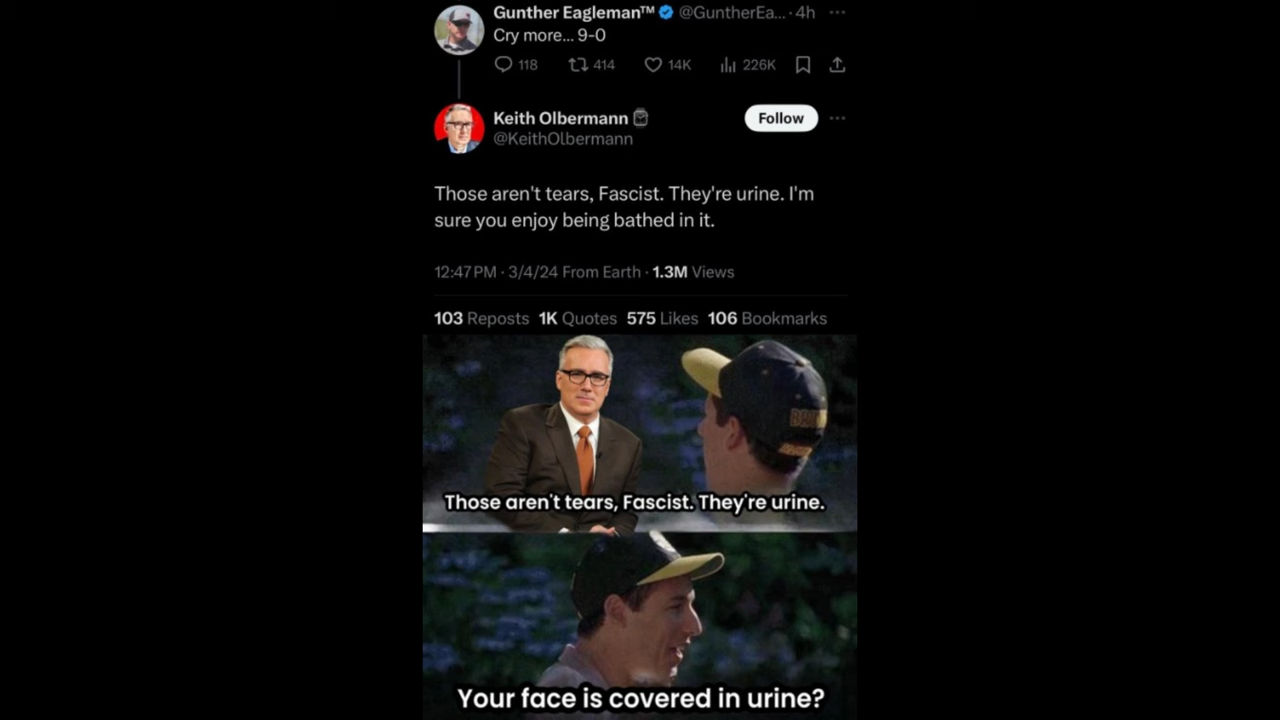 Gunther Eagleman™ @GuntherEa... · 4h ···
Cry more... 9-0
118 414 14K 226K
Keith Olbermann Follow ···
@KeithOlbermann
Those aren't tears, Fascist. They're urine. I'm
sure you enjoy being bathed in it.
12:47 PM · 3/4/24 From Earth · 1.3M Views
103 Reposts 1K Quotes 575 Likes 106 Bookmarks
Those aren't tears, Fascist. They're urine.
Your face is covered in urine?